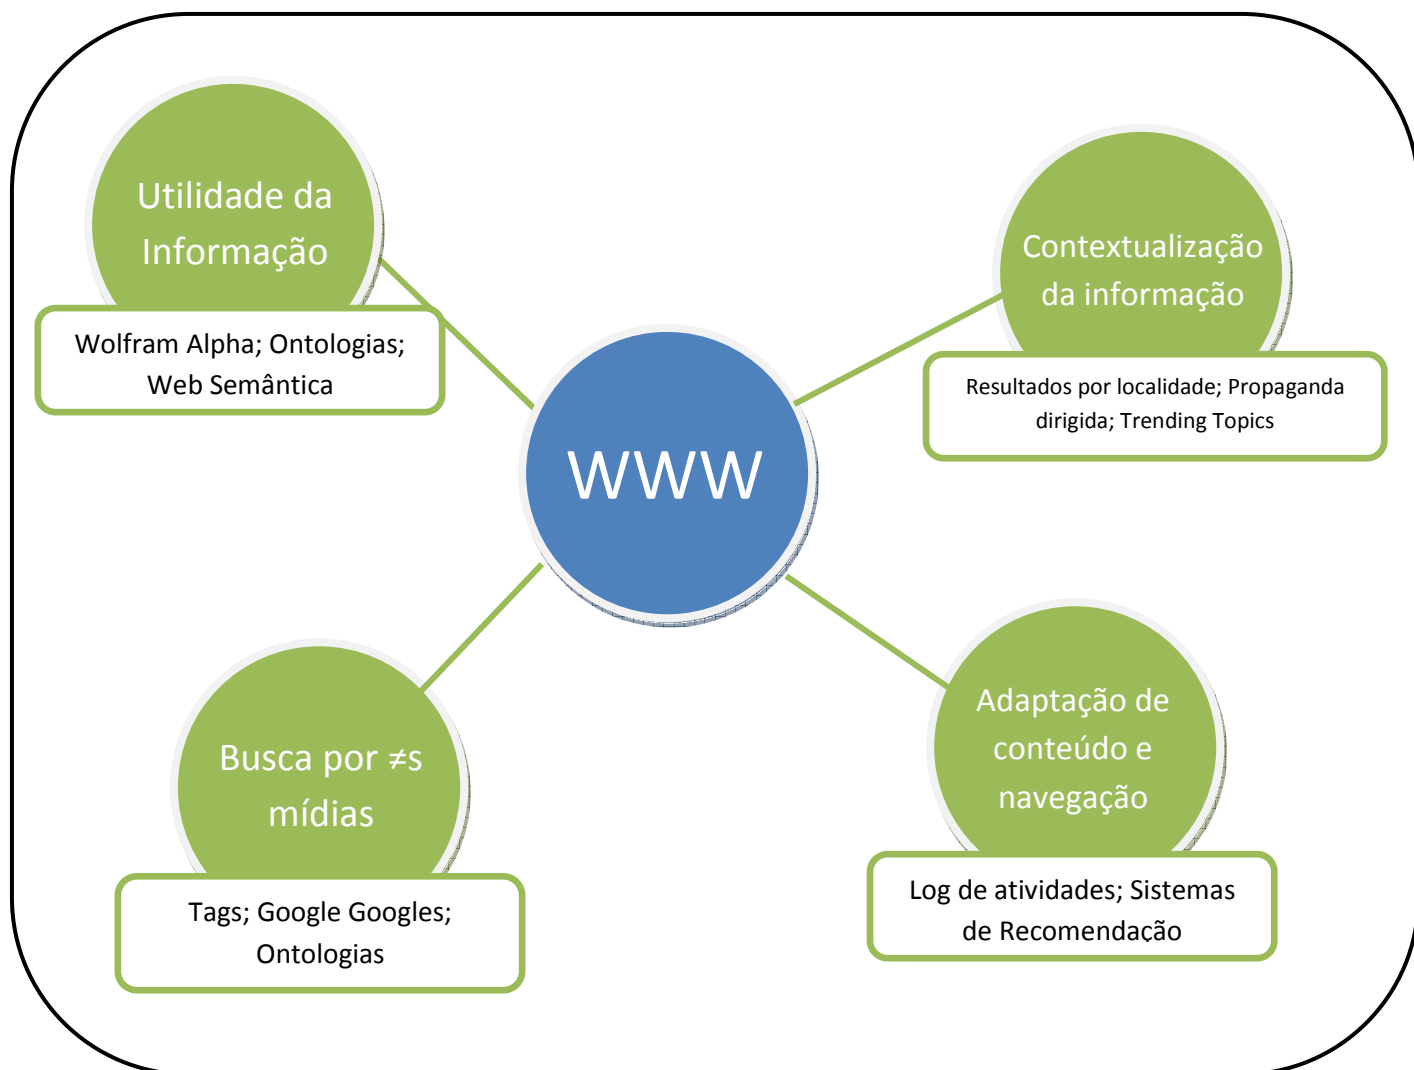 Utilidade da
Informação
Wolfram Alpha; Ontologias;
Web Semântica
Contextualização
da informação
Resultados por localidade; Propaganda
dirigida; Trending Topics
WWW
Busca por ≠s
mídias
Tags; Google Googles;
Ontologias
Adaptação de
conteúdo e
navegação
Log de atividades; Sistemas
de Recomendação